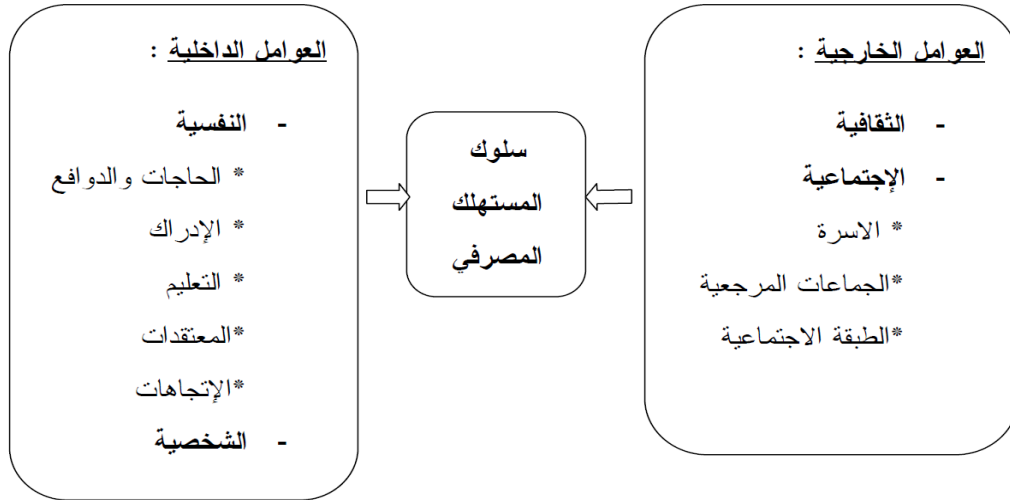 العوامل الخارجية :
- الثقافية
- الإجتماعية
* الاسرة
*الجماعات المرجعية
*الطبقة الاجتماعية
سلوك
المستهلك
المصرفي
العوامل الداخلية :
- النفسية
* الحاجات والدوافع
* الإدراك
* التعليم
*المعتقدات
*الإتجاهات
- الشخصية